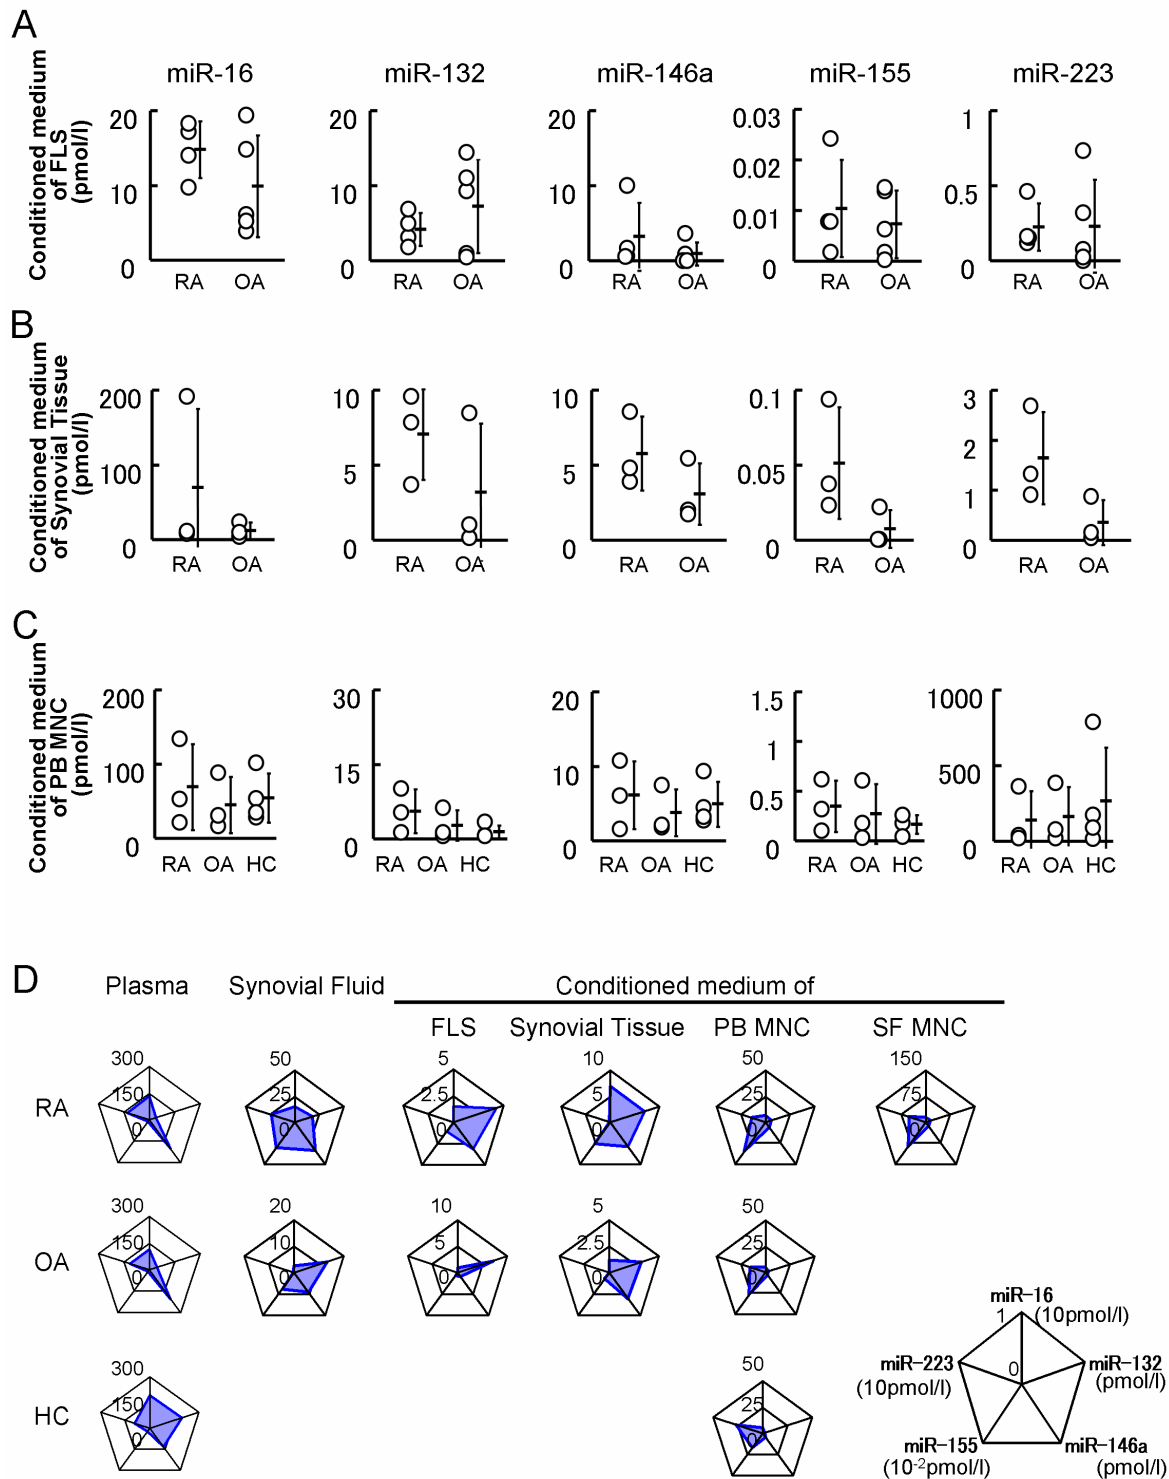 A
miR-16 miR-132 miR-146a miR-155 miR-223
Conditioned medium
of FLS
(pmol/l)
20 20 20 0.03 1
0.02
10 10 10 0.5
0.01
0 0 0 0 0
RA OA RA OA RA OA RA OA RA OA
B
Conditioned medium
of Synovial Tissue
(pmol/l)
200 10 10 0.1 3
2
100 5 5 0.05
1
0 0 0 0 0
RA OA RA OA RA OA RA OA RA OA
C
Conditioned medium
of PB MNC
(pmol/l)
200 30 20 1.5 1000
1
100 15 10 500
0.5
0 0 0 0 0
RA OA HC RA OA HC RA OA HC RA OA HC RA OA HC
D
Plasma Synovial Fluid Conditioned medium of
FLS Synovial Tissue PB MNC SF MNC
300 50 5 10 50 150
150 25 2.5 5 25 75
RA
0 0 0 0 0 0
300 20 10 5 50
150 10 5 2.5 25
OA
0 0 0 0
300 50
150 25
HC
0 0
miR-16
1 (10pmol/l)
0
miR-223 miR-132
(10pmol/l) (pmol/l)
miR-155 miR-146a
(10-2pmol/l) (pmol/l)